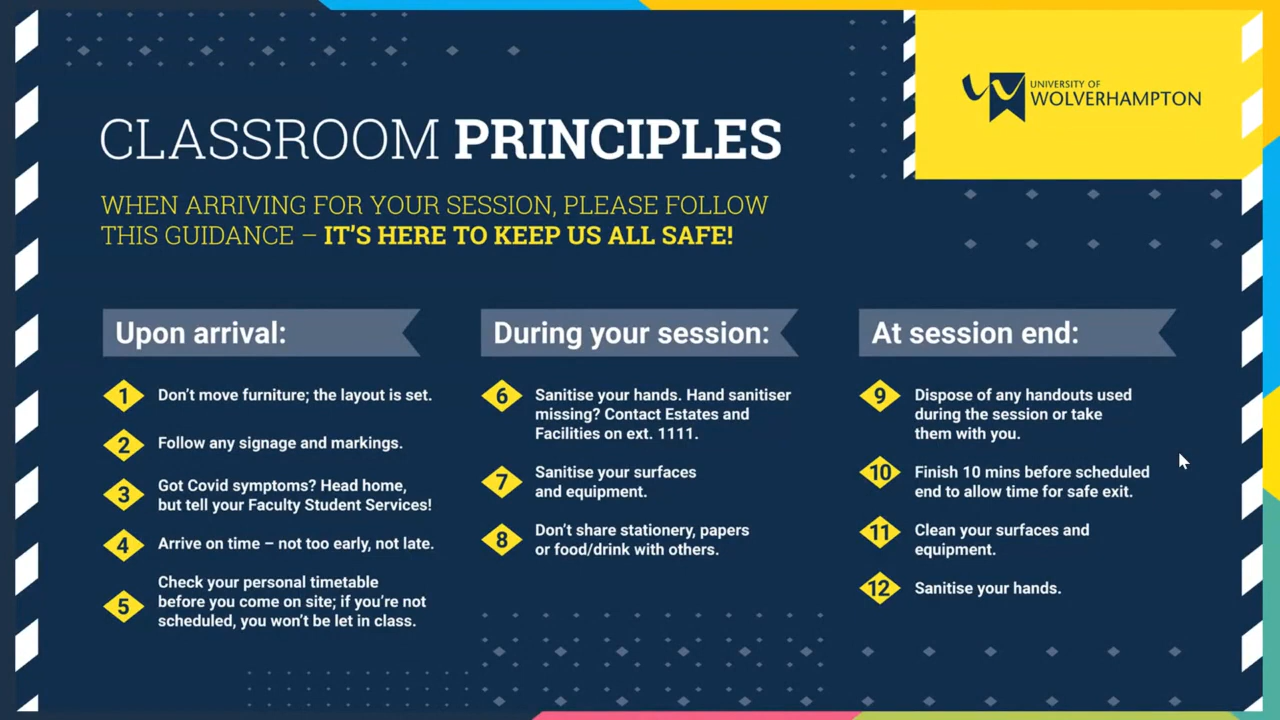 UNIVERSITY OF
WOLVERHAMPTON
CLASSROOM PRINCIPLES
WHEN ARRIVING FOR YOUR SESSION, PLEASE FOLLOW
THIS GUIDANCE – IT'S HERE TO KEEP US ALL SAFE!
Upon arrival:
1 Don't move furniture; the layout is set.
2 Follow any signage and markings.
3 Got Covid symptoms? Head home,
but tell your Faculty Student Services!
4 Arrive on time – not too early, not late.
5 Check your personal timetable
before you come on site; if you're not
scheduled, you won't be let in class.
During your session:
6 Sanitise your hands. Hand sanitiser
missing? Contact Estates and
Facilities on ext. 1111.
7 Sanitise your surfaces
and equipment.
8 Don't share stationery, papers
or food/drink with others.
At session end:
9 Dispose of any handouts used
during the session or take
them with you.
10 Finish 10 mins before scheduled
end to allow time for safe exit.
11 Clean your surfaces and
equipment.
12 Sanitise your hands.